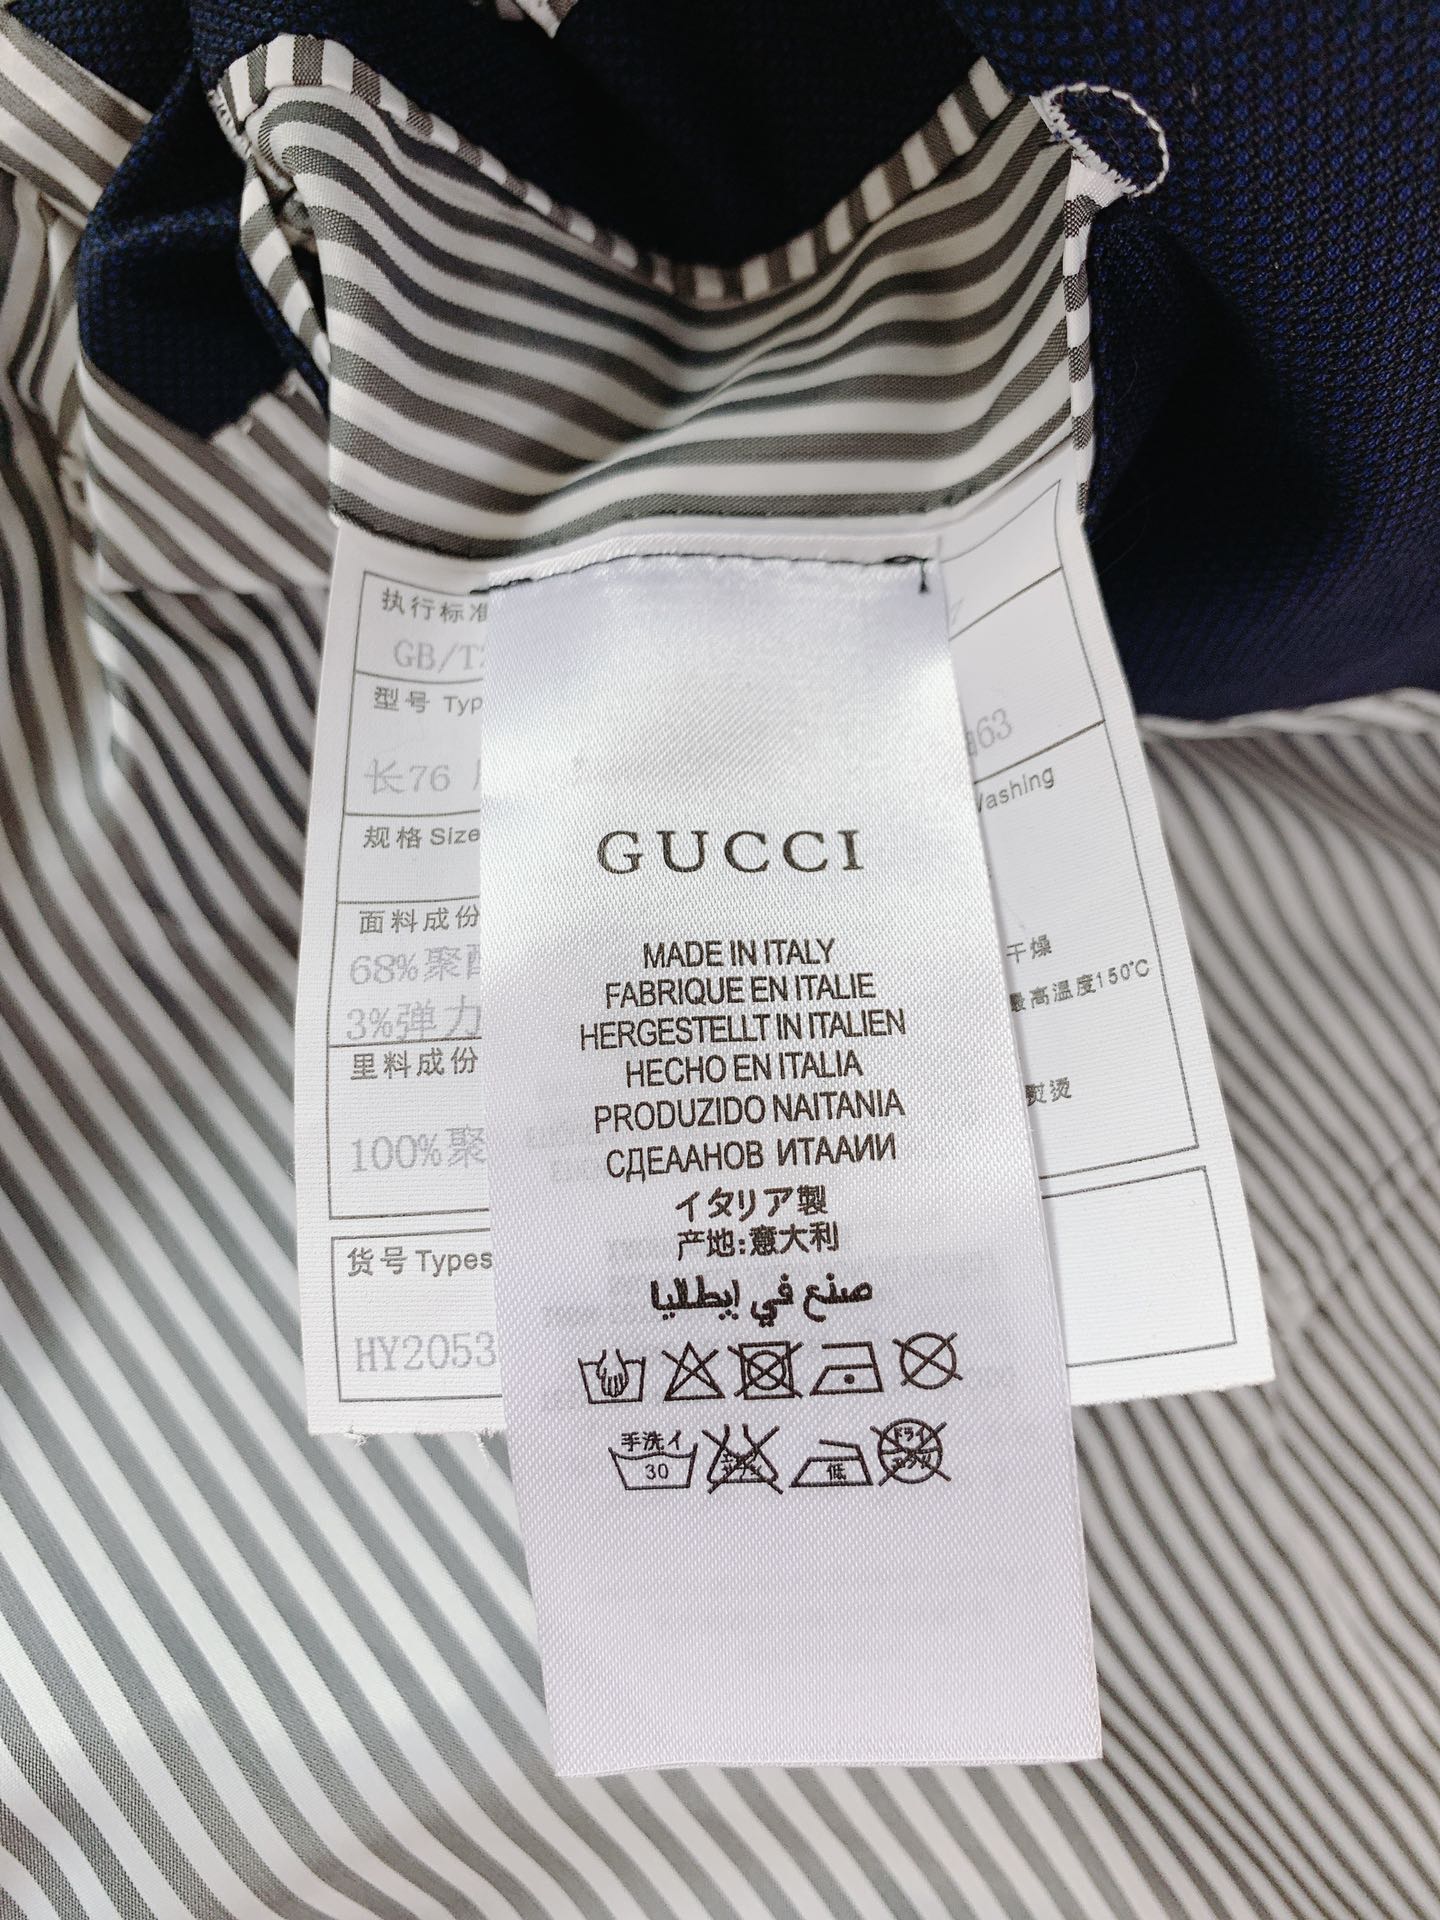 执行标准
GB/T
型号 Typ
长76
63
规格 Size
Washing
面料成份
68%聚
3%弹力
干燥
最高温度150℃
里料成份
熨烫
100%聚
货号 Types
HY2053
GUCCI
MADE IN ITALY
FABRIQUE EN ITALIE
HERGESTELLT IN ITALIEN
HECHO EN ITALIA
PRODUZIDO NAITANIA
СДЕААНОВ ИТААИИ
イタリア製
产地:意大利
صنع في إيطاليا
手洗イ
30
低
ドライ